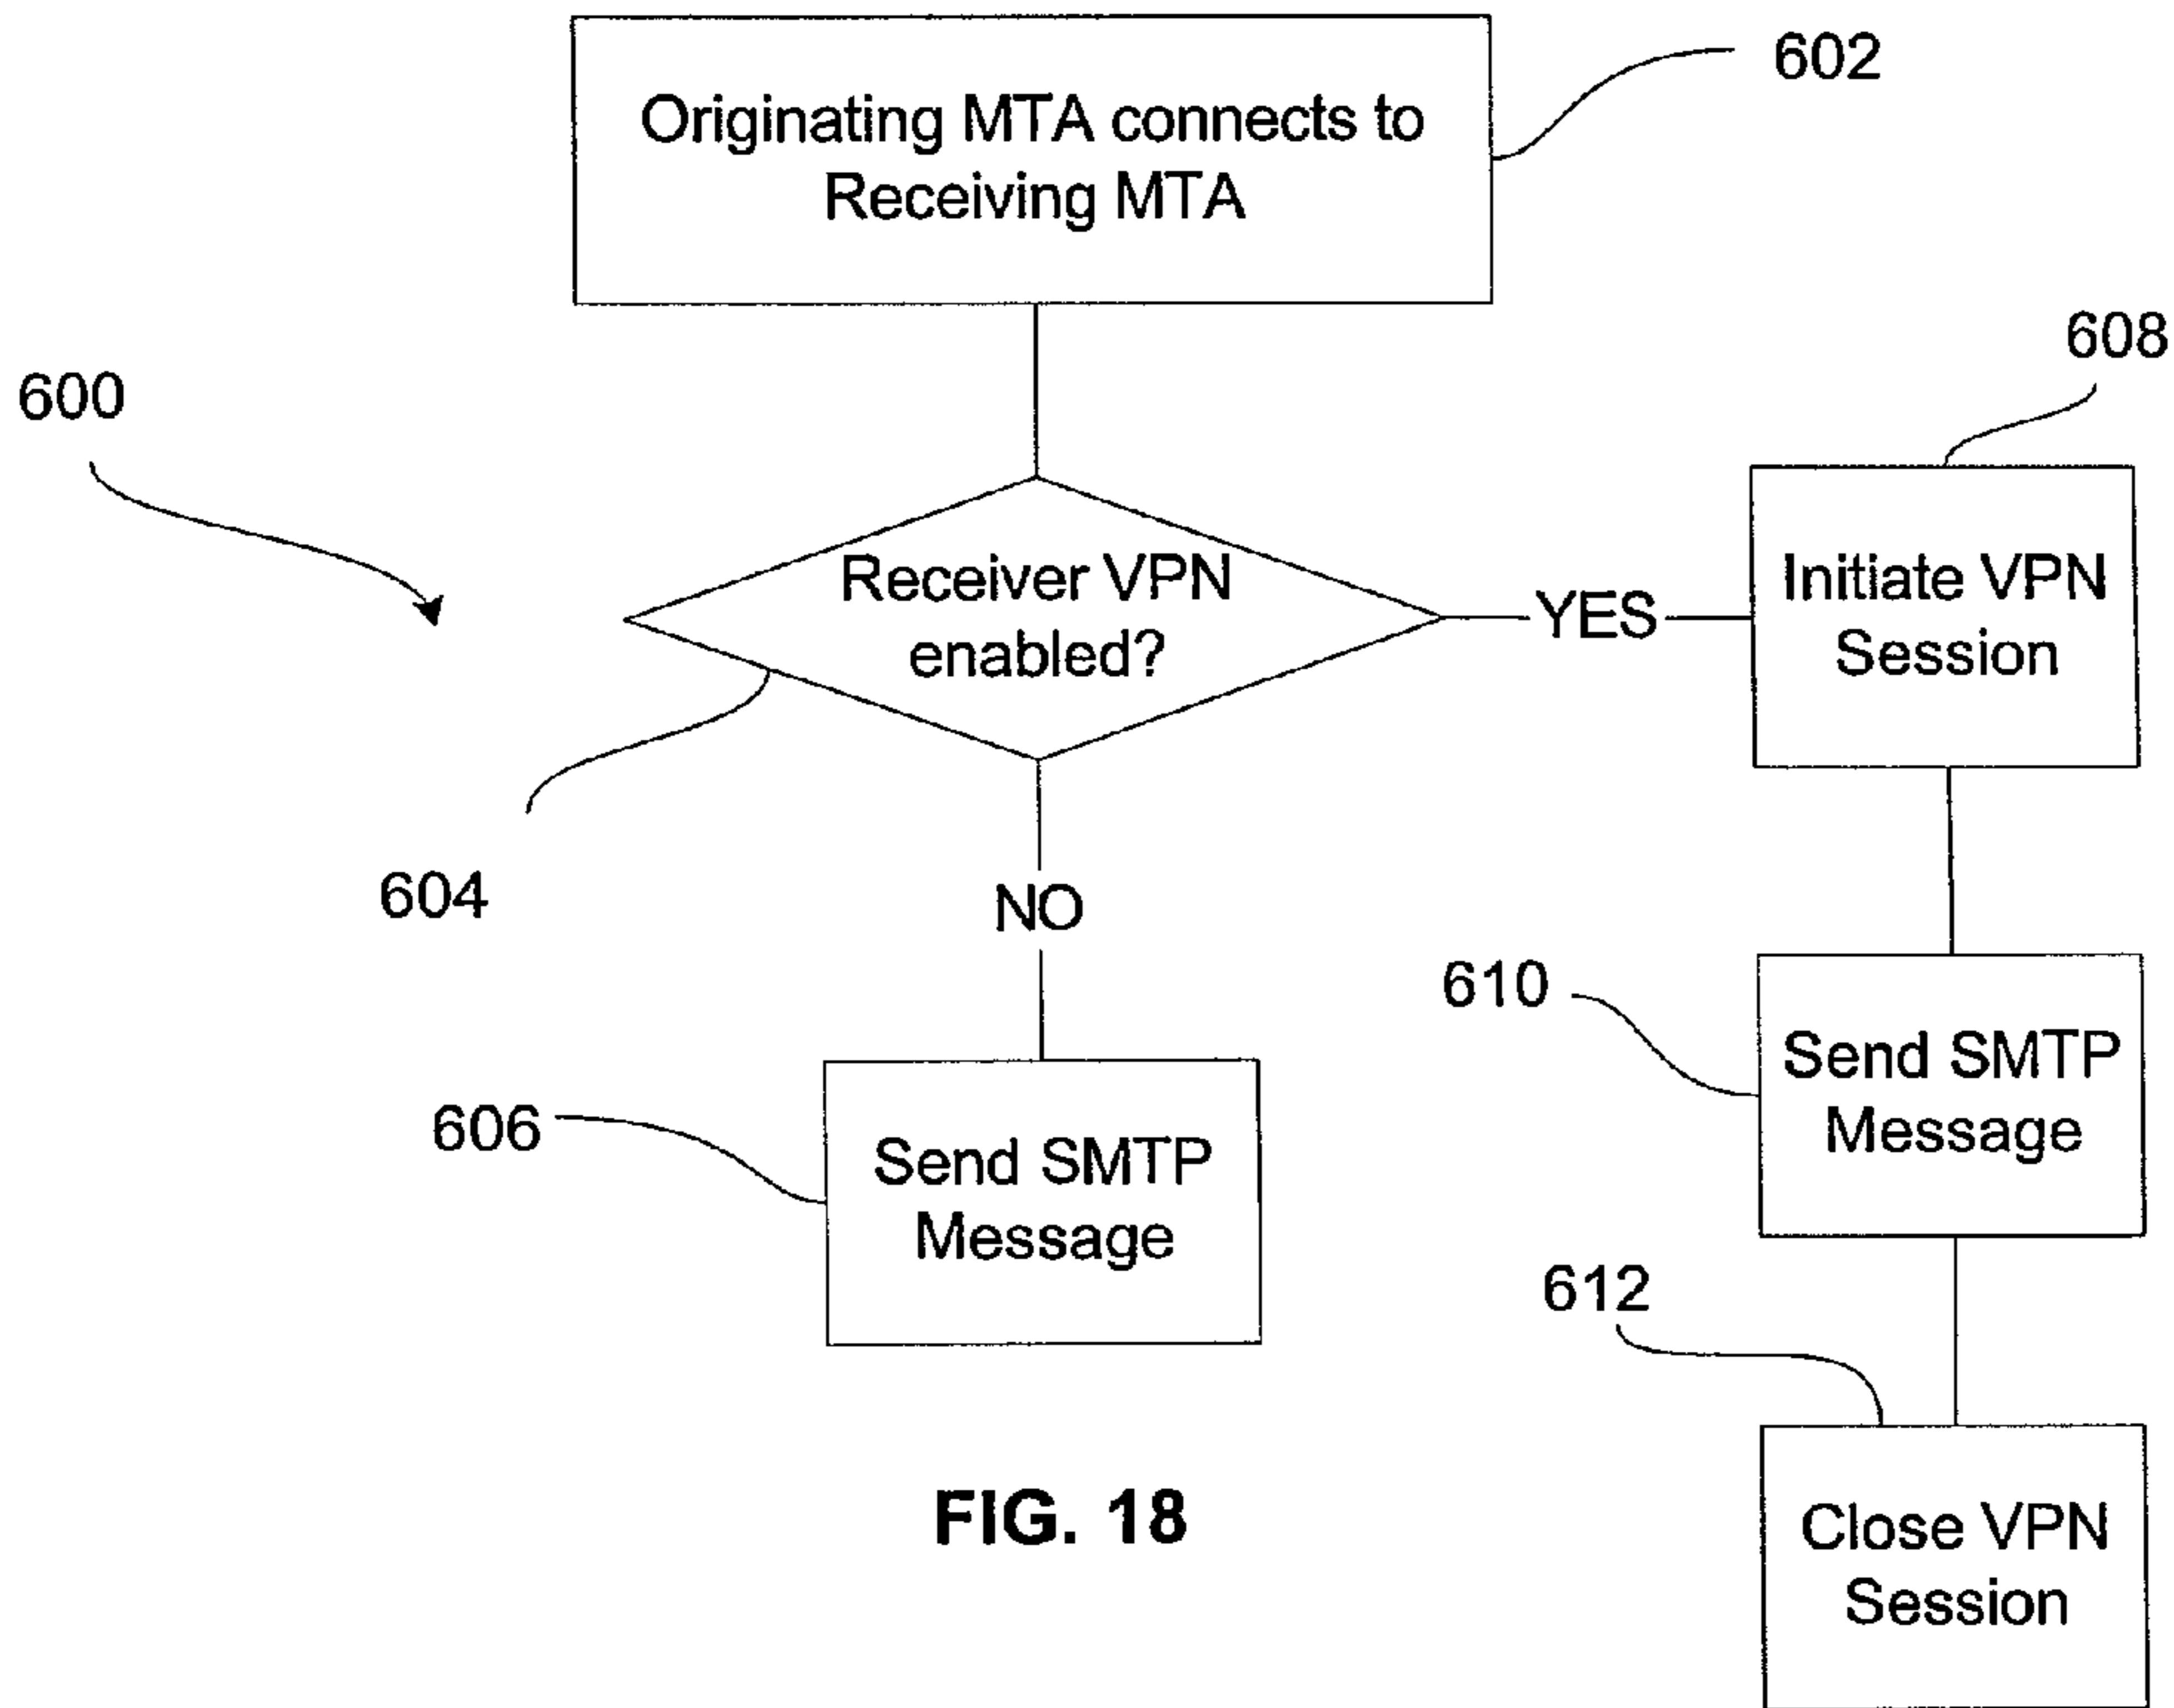 Originating MTA connects to
Receiving MTA
602
600
608
Receiver VPN
enabled?
YES
Initiate VPN
Session
604
NO
610
Send SMTP
Message
606
Send SMTP
Message
612
Close VPN
Session
FIG. 18